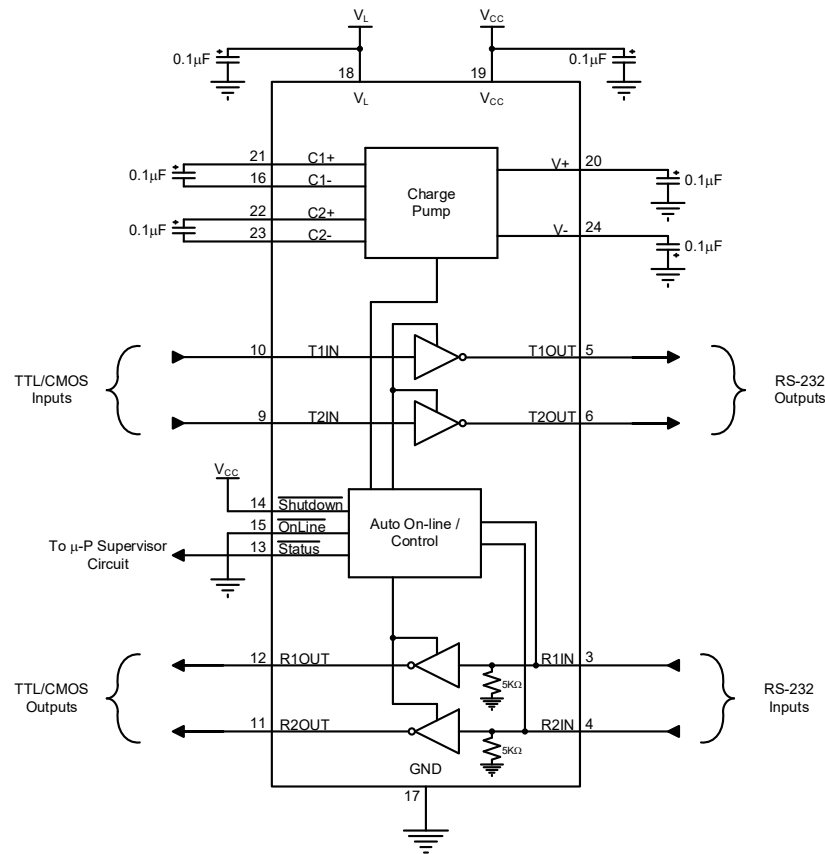 VL
VCC
0.1µF
0.1µF
18
19
VL
VCC
21
C1+
16
C1-
0.1µF
22
C2+
23
C2-
0.1µF
Charge
Pump
V+
20
0.1µF
V-
24
0.1µF
TTL/CMOS
Inputs
10
T1IN
T1OUT
5
9
T2IN
T2OUT
6
RS-232
Outputs
VCC
14
Shutdown
15
OnLine
13
Status
To µ-P Supervisor
Circuit
Auto On-line /
Control
TTL/CMOS
Outputs
12
R1OUT
R1IN
3
5KΩ
11
R2OUT
R2IN
4
5KΩ
RS-232
Inputs
GND
17